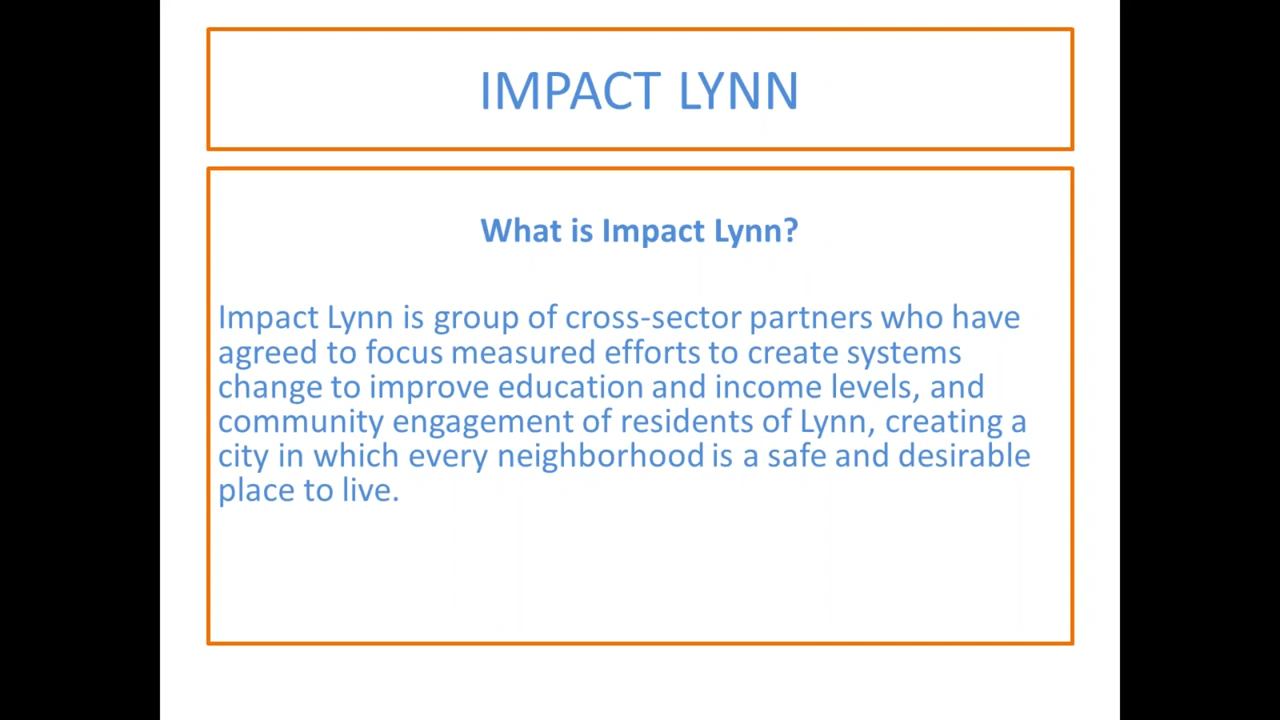 IMPACT LYNN
What is Impact Lynn?
Impact Lynn is group of cross-sector partners who have
agreed to focus measured efforts to create systems
change to improve education and income levels, and
community engagement of residents of Lynn, creating a
city in which every neighborhood is a safe and desirable
place to live.